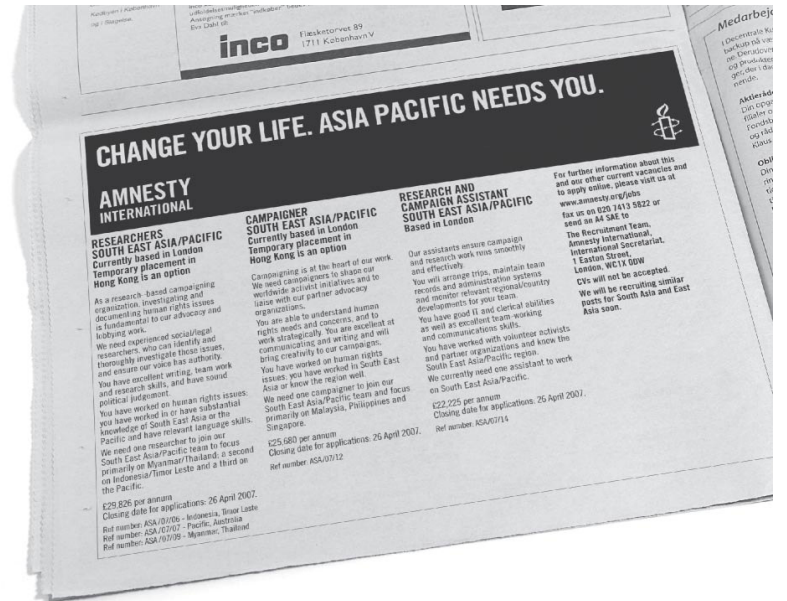 inco
Flæsketorvet 89
1711 København V
Medarbej
CHANGE YOUR LIFE. ASIA PACIFIC NEEDS YOU.
AMNESTY
INTERNATIONAL
RESEARCHERS
SOUTH EAST ASIA/PACIFIC
Currently based in London
Temporary placement in
Hong Kong is an option
As a research-based campaigning
organization, investigating and
documenting human rights issues
is fundamental to our advocacy and
lobbying work.
We need experienced social/legal
researchers, who can identify and
thoroughly investigate those issues,
and ensure our voice has authority.
You have excellent writing, team work
and research skills, and have sound
political judgement.
You have worked on human rights issues:
you have worked in or have substantial
knowledge of South East Asia or the
Pacific and have relevant language skills.
We need one researcher to join our
South East Asia/Pacific team to focus
primarily on Myanmar/Thailand; a second
on Indonesia/Timor Leste and a third on
the Pacific.
£29,826 per annum
Closing date for applications: 26 April 2007.
Ref number: ASA/07/06 - Indonesia, Timor Leste
Ref number: ASA/07/07 - Pacific, Australia
Ref number: ASA/07/09 - Myanmar, Thailand
CAMPAIGNER
SOUTH EAST ASIA/PACIFIC
Currently based in London
Temporary placement in
Hong Kong is an option
Campaigning is at the heart of our work.
We need campaigners to shape our
worldwide activist initiatives and to
liaise with our partner advocacy
organizations.
You are able to understand human
rights needs and concerns, and to
work strategically. You are excellent at
communicating and writing and will
bring creativity to our campaigns.
You have worked on human rights
issues; you have worked in South East
Asia or know the region well.
We need one campaigner to join our
South East Asia/Pacific team and focus
primarily on Malaysia, Philippines and
Singapore.
£25,680 per annum
Closing date for applications: 26 April 2007.
Ref number: ASA/07/12
RESEARCH AND
CAMPAIGN ASSISTANT
SOUTH EAST ASIA/PACIFIC
Based in London
Our assistants ensure campaign
and research work runs smoothly
and effectively.
You will arrange trips, maintain team
records and administration systems
and monitor relevant regional/country
developments for your team.
You have good IT and clerical abilities
as well as excellent team-working
and communications skills.
You have worked with volunteer activists
and partner organizations and know the
South East Asia/Pacific region.
We currently need one assistant to work
on South East Asia/Pacific.
£22,225 per annum
Closing date for applications: 26 April 2007.
Ref number: ASA/07/14
For further information about this
and our other current vacancies and
to apply online, please visit us at
www.amnesty.org/jobs
fax us on 020 7413 5822 or
send an A4 SAE to
The Recruitment Team,
Amnesty International,
International Secretariat,
1 Easton Street,
London, WC1X 0DW
CVs will not be accepted.
We will be recruiting similar
posts for South Asia and East
Asia soon.